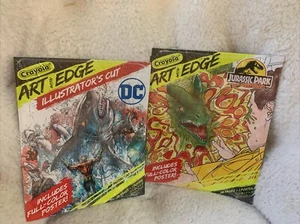 Crayola
ART with EDGE
ILLUSTRATOR'S CUT
DC
INCLUDES
FULL-COLOR
POSTER!
Crayola
ART with EDGE
JURASSIC PARK
INCLUDES
FULL-COLOR
POSTER!